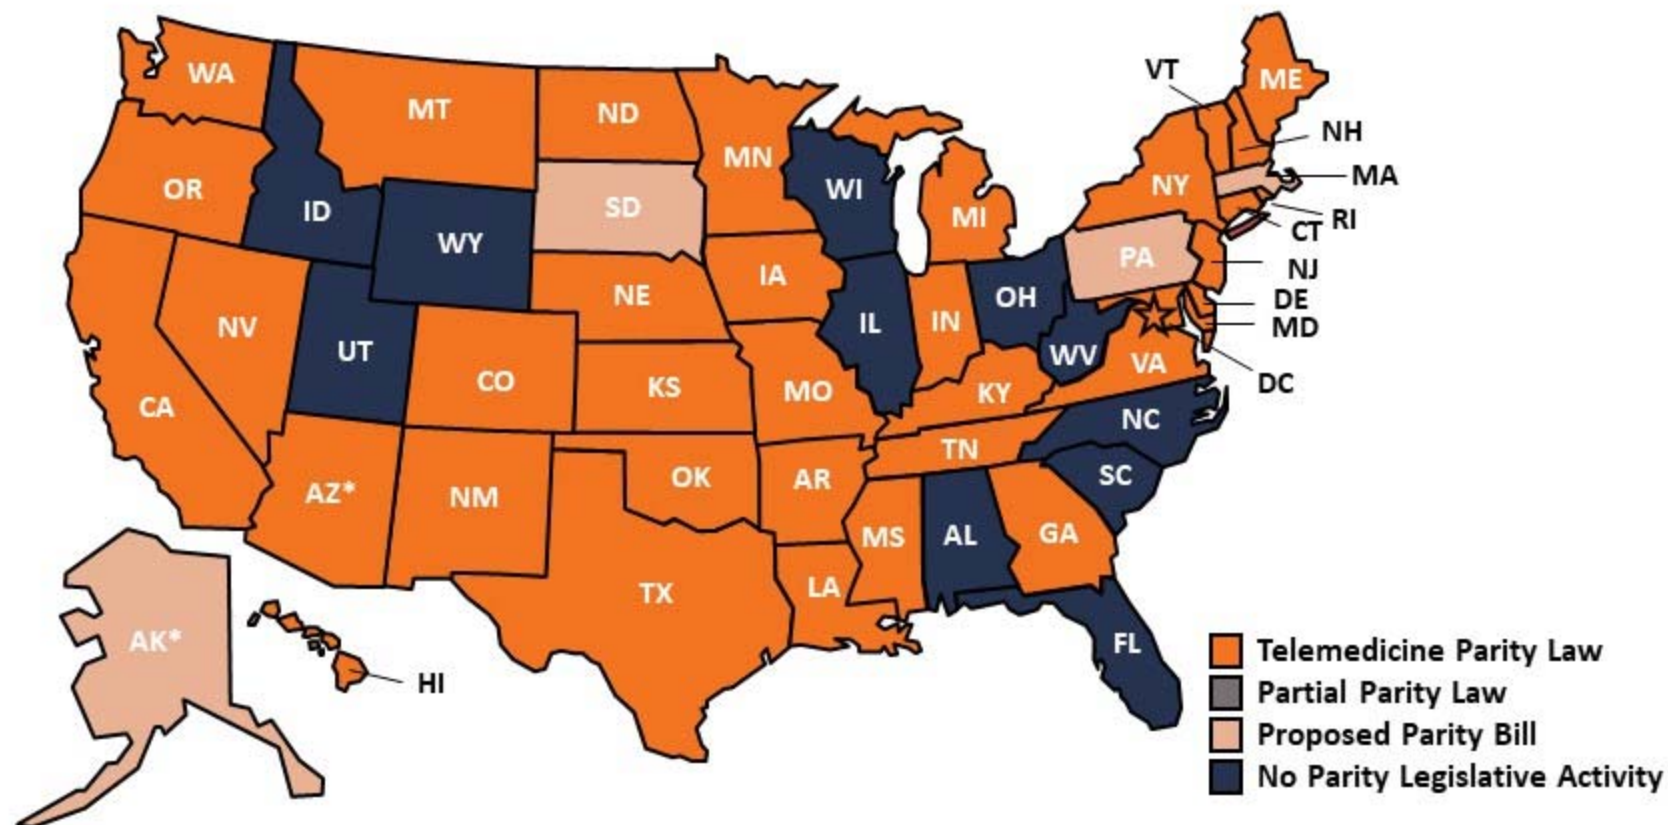 WA
MT
ND
MN
VT
ME
NH
OR
ID
WY
SD
WI
MI
NY
MA
RI
CT
NV
UT
NE
IA
IL
IN
OH
PA
NJ
DE
MD
CA
CO
KS
MO
KY
WV
VA
DC
AZ*
NM
OK
AR
TN
NC
SC
MS
AL
GA
TX
LA
AK*
HI
FL
Telemedicine Parity Law
Partial Parity Law
Proposed Parity Bill
No Parity Legislative Activity